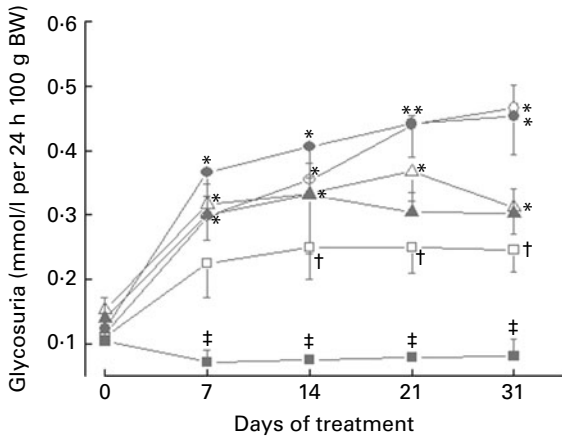 Glycosuria (mmol/l per 24 h 100 g BW)
0·6
0·5
0·4
0·3
0·2
0·1
* * ** * *
* * * * *
† † †
‡ ‡ ‡ ‡
0 7 14 21 31
Days of treatment